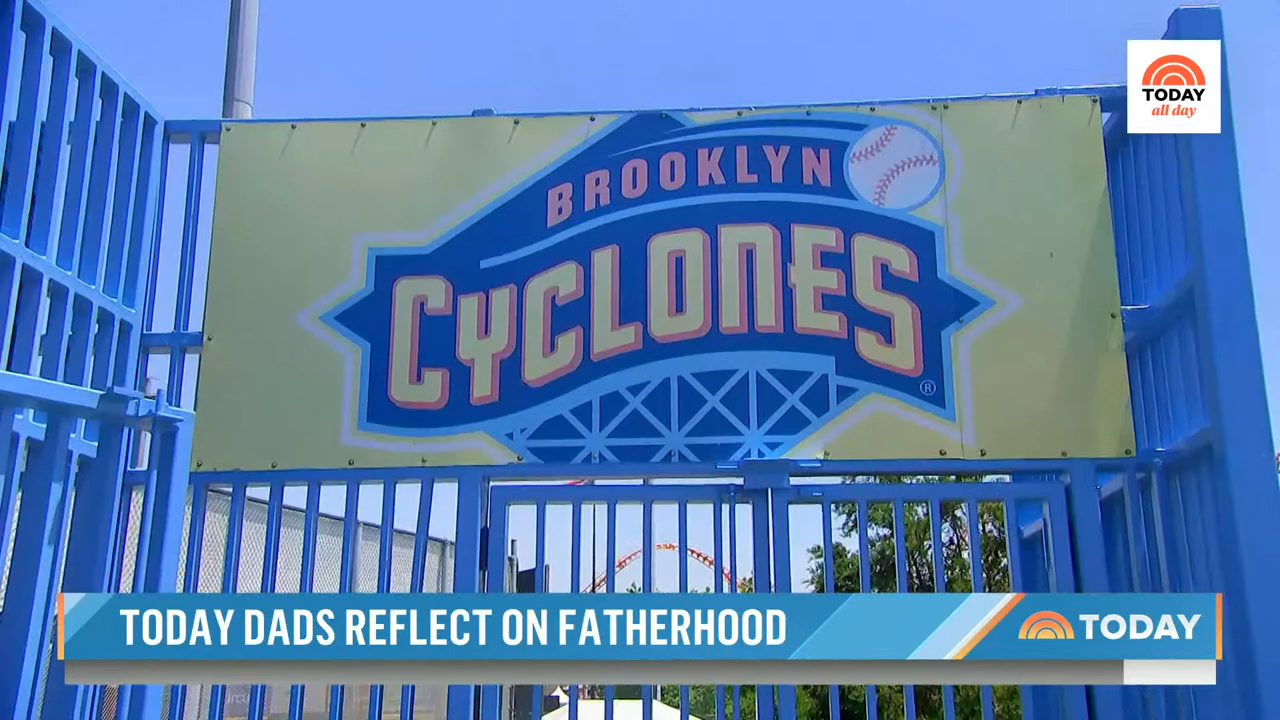 TODAY
all day
BROOKLYN
CYCLONES
®
TODAY DADS REFLECT ON FATHERHOOD
TODAY